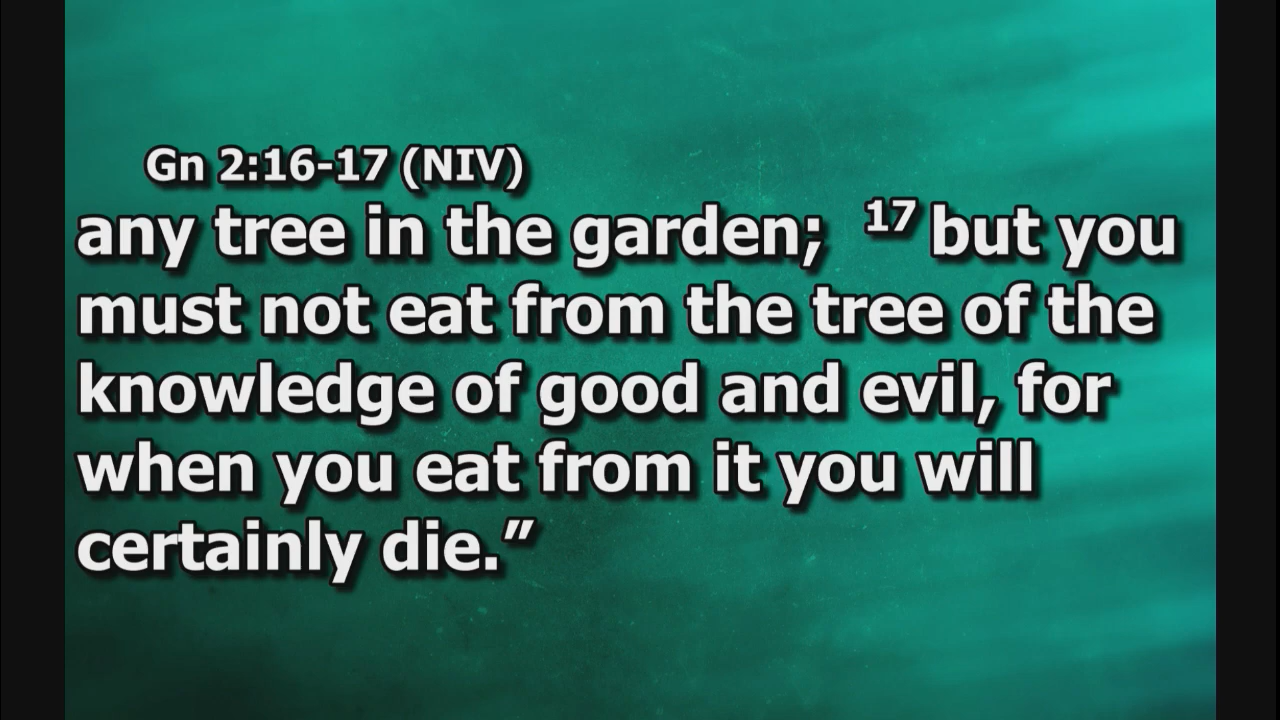 Gn 2:16-17 (NIV)
any tree in the garden; 17 but you
must not eat from the tree of the
knowledge of good and evil, for
when you eat from it you will
certainly die.”